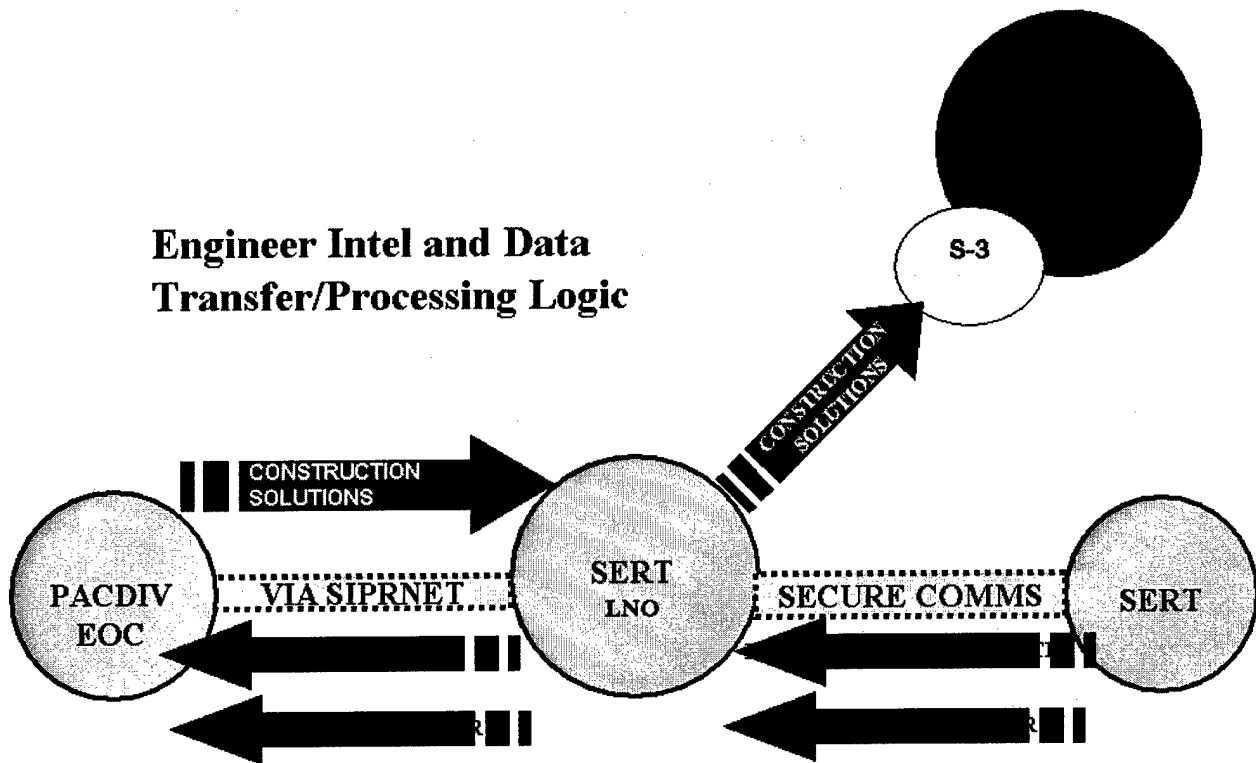 Engineer Intel and Data
Transfer/Processing Logic
S-3
CONSTRUCTION
SOLUTIONS
CONSTRUCTION
SOLUTIONS
PACDIV
EOC
VIA SIPRNET
SERT
LNO
SECURE COMMS
SERT